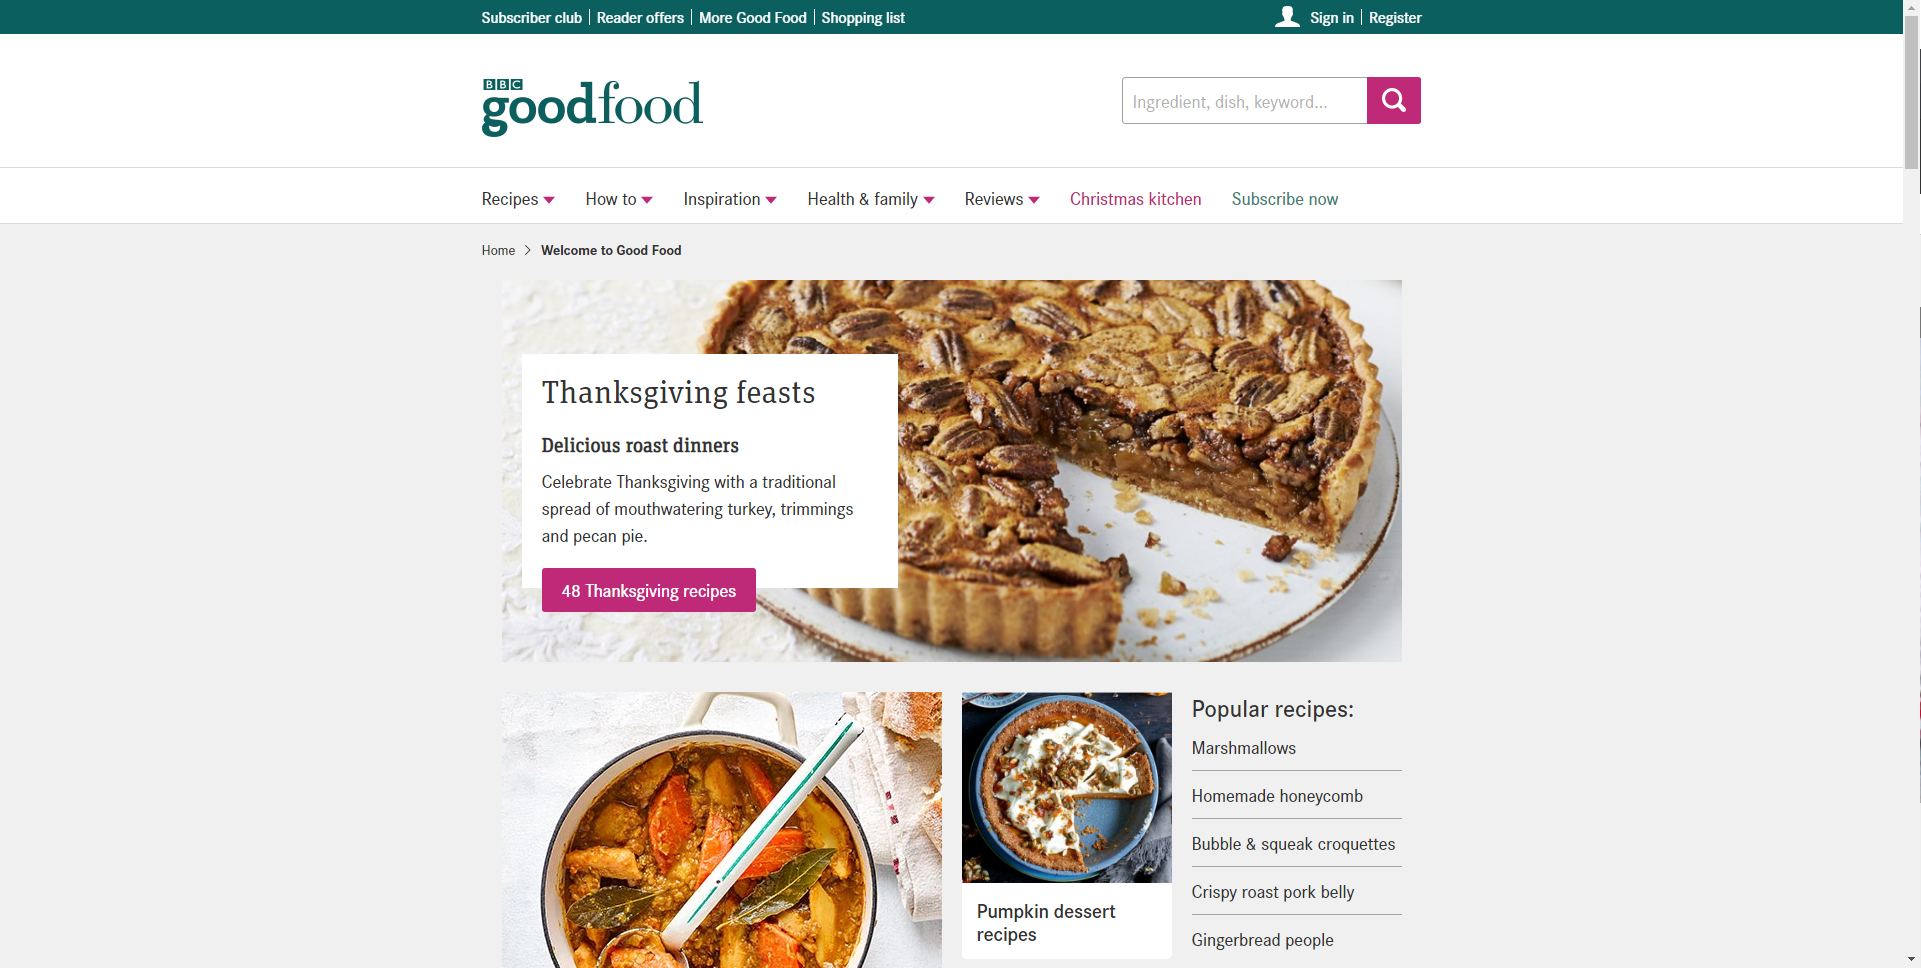 Subscriber club
Reader offers
More Good Food
Shopping list
Sign in
Register
BBC
goodfood
Ingredient, dish, keyword...
Recipes
How to
Inspiration
Health & family
Reviews
Christmas kitchen
Subscribe now
Home
Welcome to Good Food
Thanksgiving feasts
Delicious roast dinners
Celebrate Thanksgiving with a traditional
spread of mouthwatering turkey, trimmings
and pecan pie.
48 Thanksgiving recipes
Pumpkin dessert
recipes
Popular recipes:
Marshmallows
Homemade honeycomb
Bubble & squeak croquettes
Crispy roast pork belly
Gingerbread people